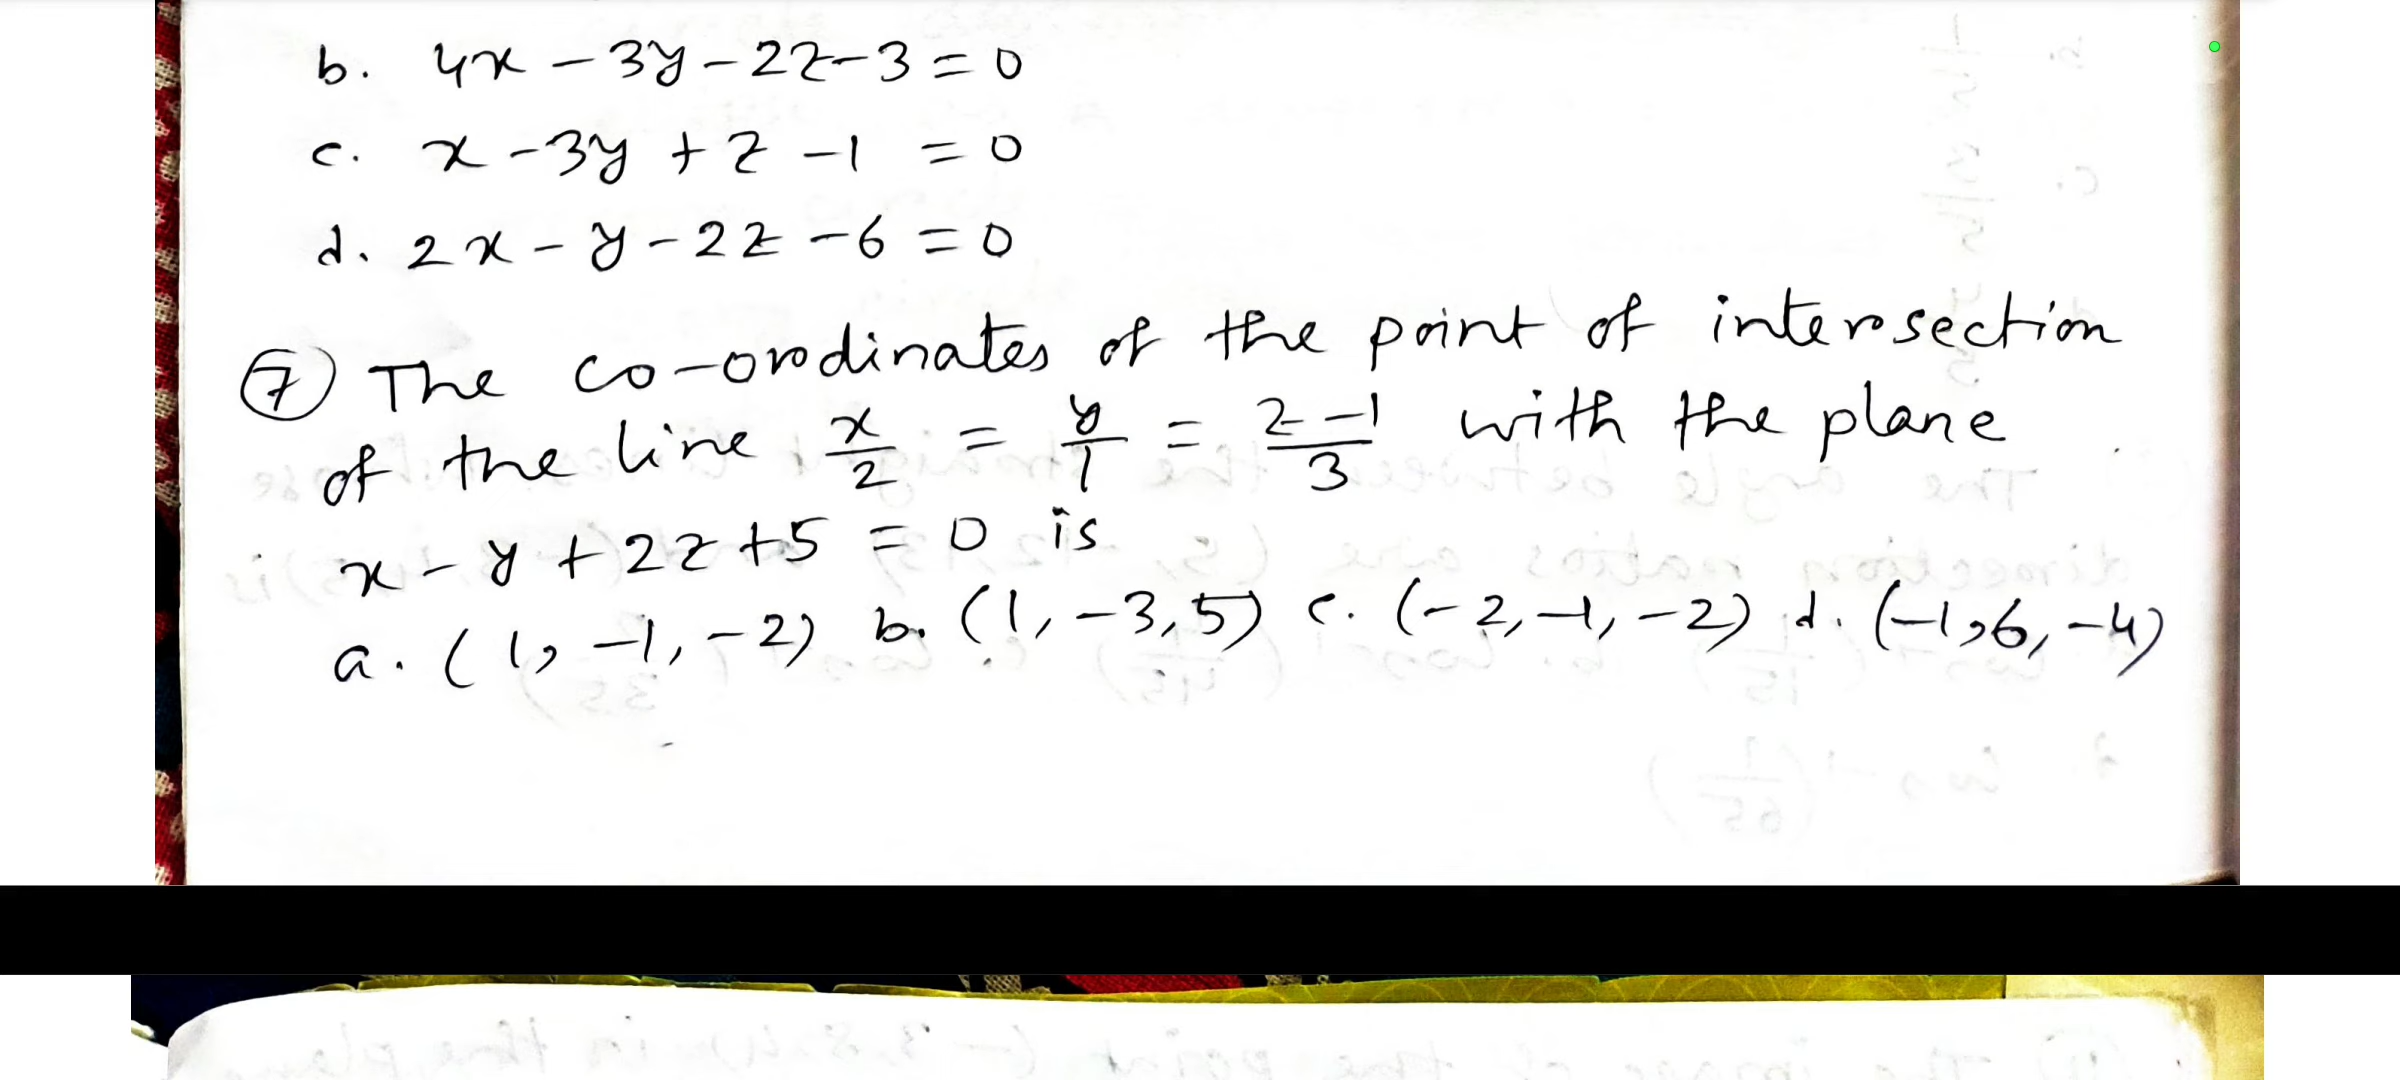 b. 4x - 3y - 2z - 3 = 0
c. x - 3y + z - 1 = 0
d. 2x - y - 2z - 6 = 0
⑦ The co-ordinates of the point of intersection
of the line x/2 = y/1 = z-1/3 with the plane
x - y + 2z + 5 = 0 is
a. (1, -1, -2) b. (1, -3, 5) c. (-2, -1, -2) d. (-1, 6, -4)